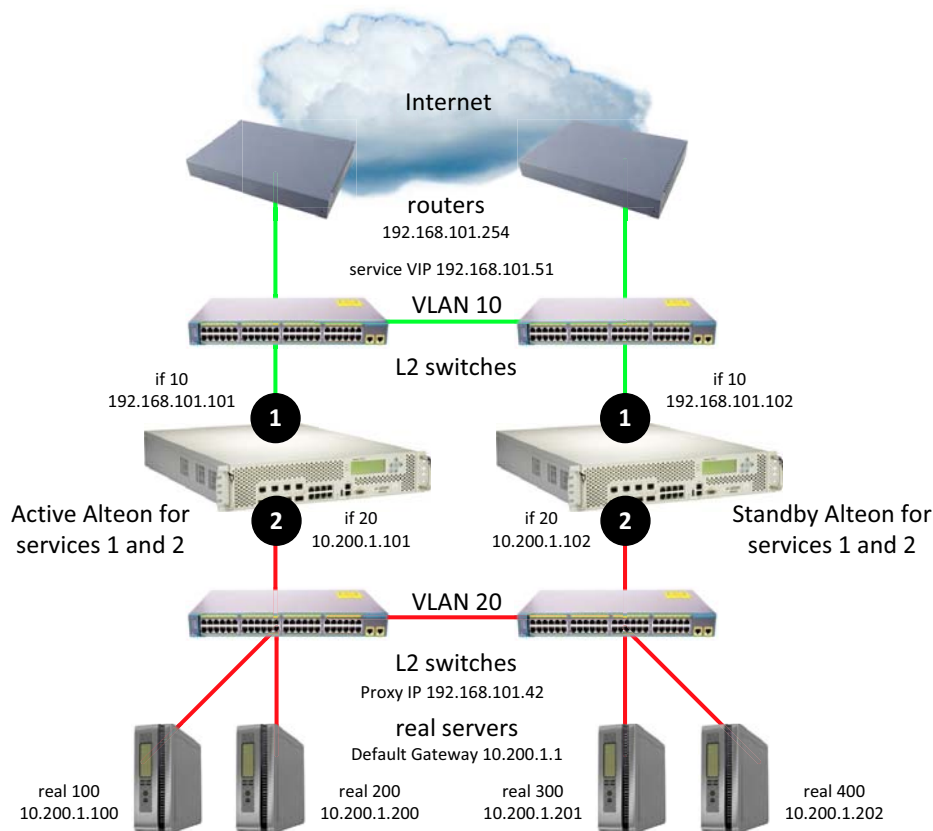 Internet
routers
192.168.101.254
service VIP 192.168.101.51
VLAN 10
L2 switches
if 10
192.168.101.101
if 10
192.168.101.102
1
1
Active Alteon for
services 1 and 2
2
if 20
10.200.1.101
if 20
10.200.1.102
2
Standby Alteon for
services 1 and 2
VLAN 20
L2 switches
Proxy IP 192.168.101.42
real servers
Default Gateway 10.200.1.1
real 100
10.200.1.100
real 200
10.200.1.200
real 300
10.200.1.201
real 400
10.200.1.202